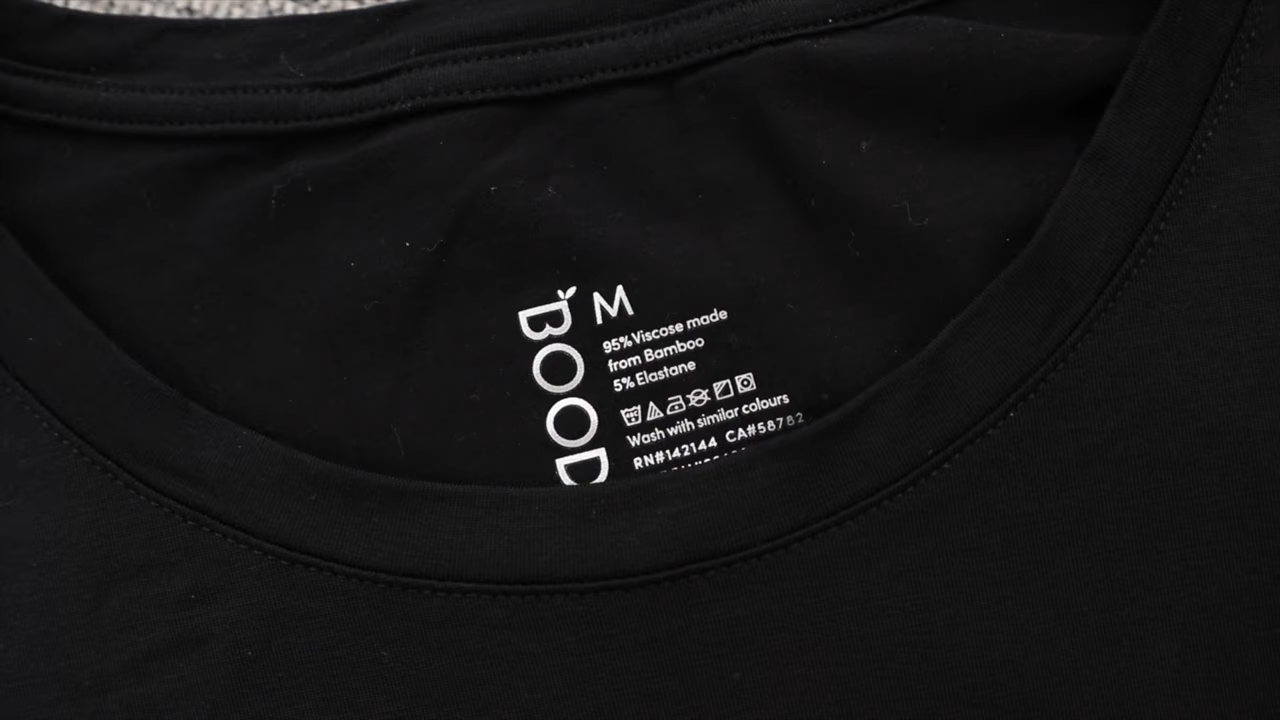 BOOD
M
95% Viscose made
from Bamboo
5% Elastane
Wash with similar colours
RN#142144 CA#58782